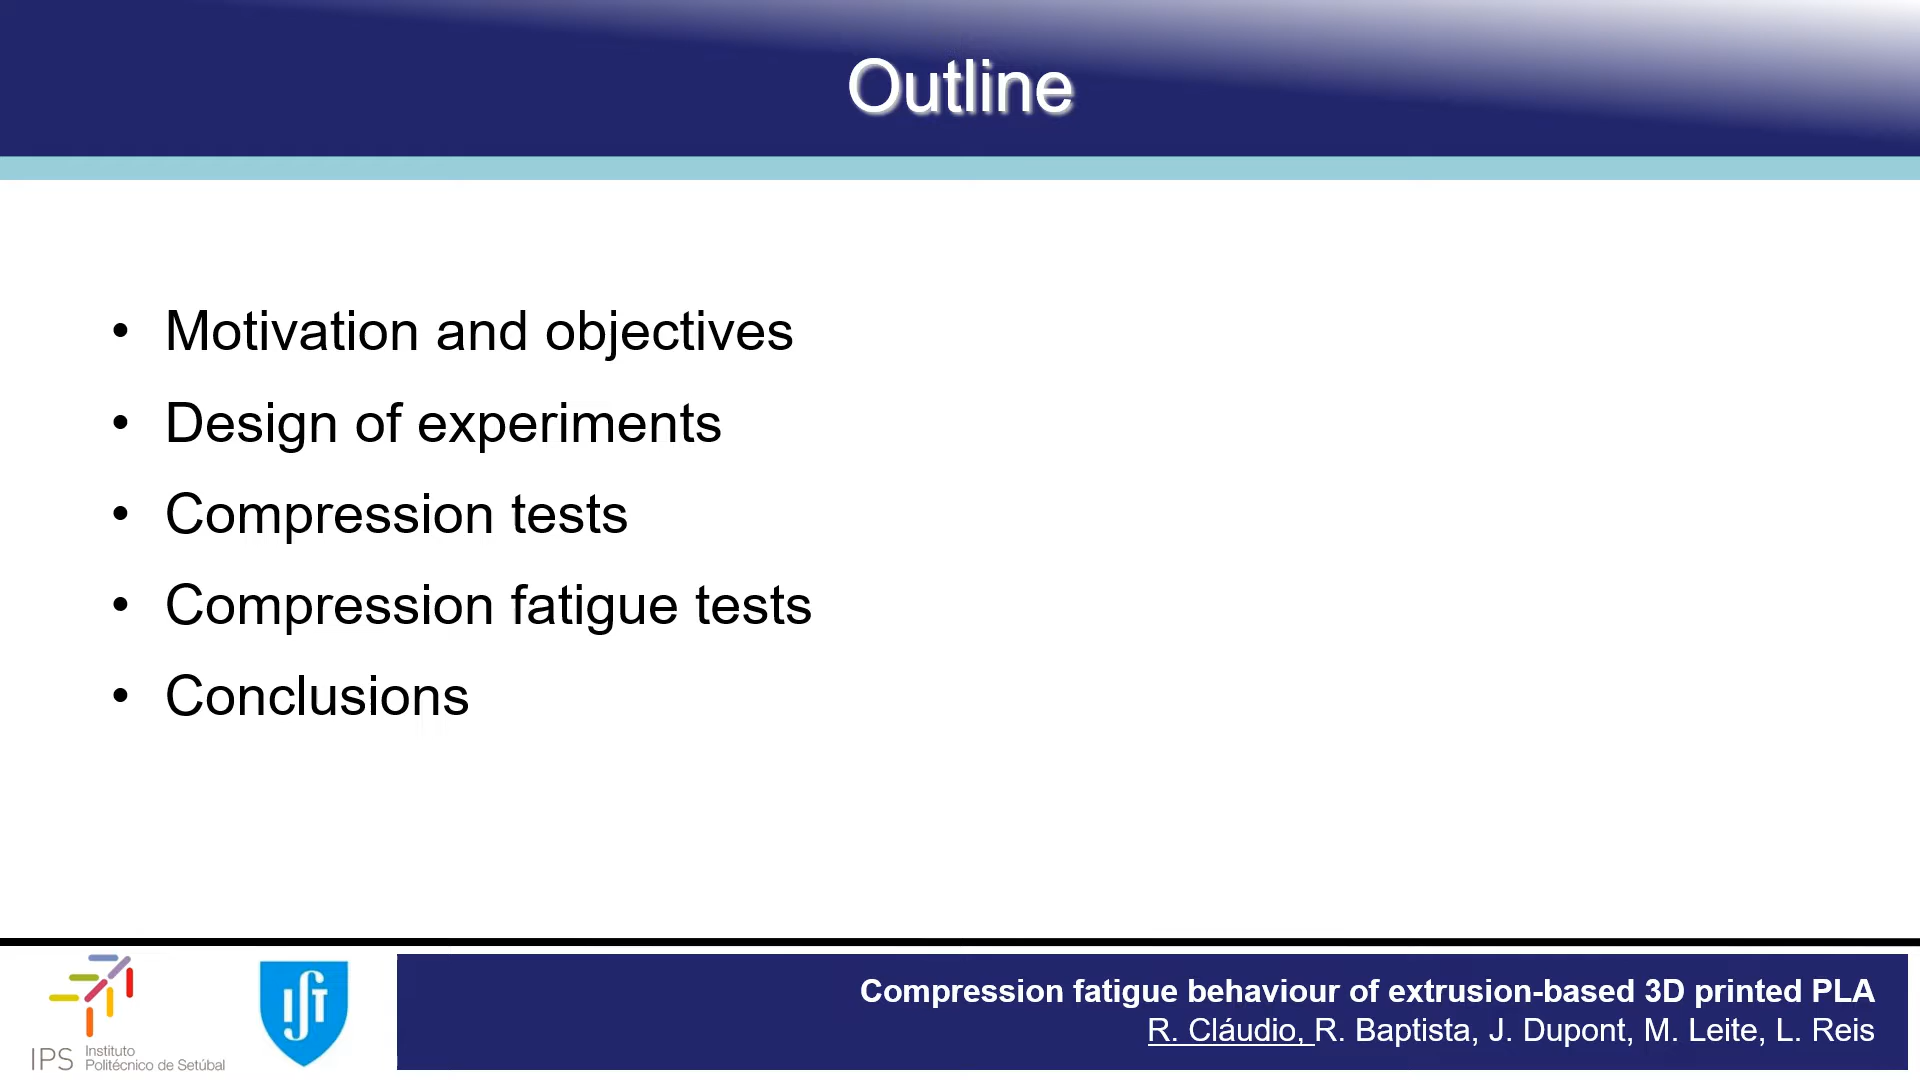 Outline
• Motivation and objectives
• Design of experiments
• Compression tests
• Compression fatigue tests
• Conclusions
Compression fatigue behaviour of extrusion-based 3D printed PLA
R. Cláudio, R. Baptista, J. Dupont, M. Leite, L. Reis
IPS Instituto
Politécnico de Setúbal
IST